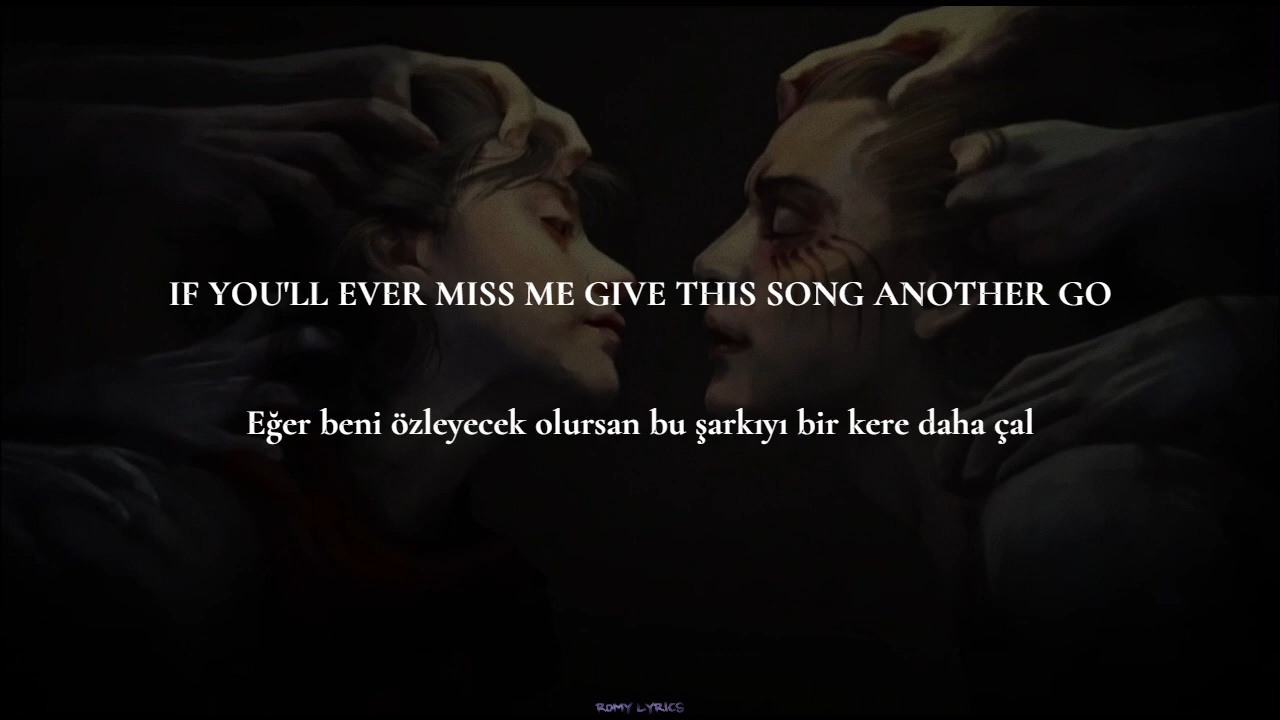 IF YOU'LL EVER MISS ME GIVE THIS SONG ANOTHER GO
Eğer beni özleyecek olursan bu şarkıyı bir kere daha çal
ROMY LYRICS